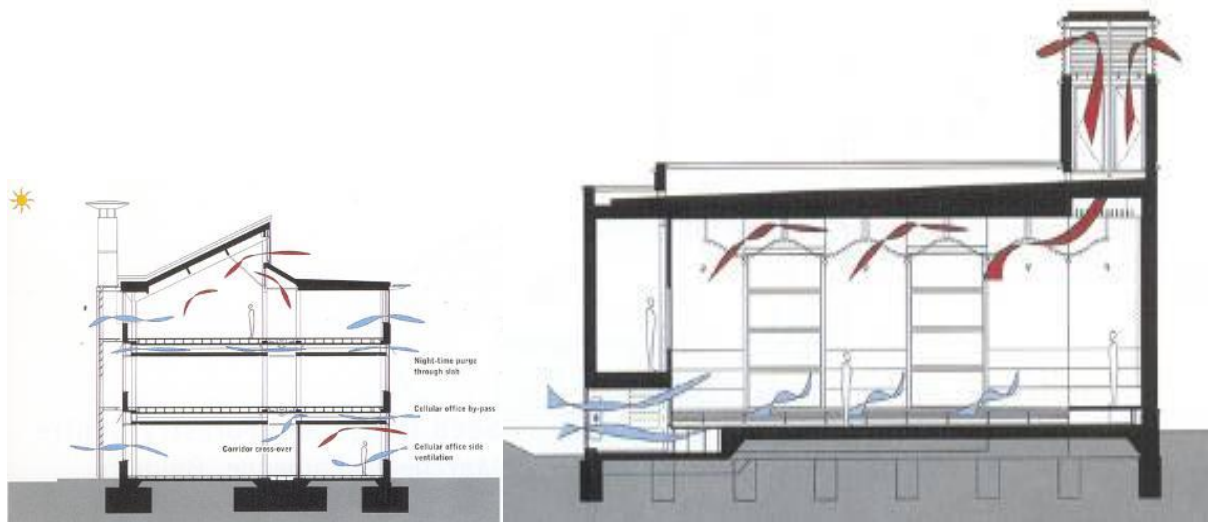 Night-time purge
through slab
Cellular office by-pass
Corridor cross-over
Cellular office side
ventilation